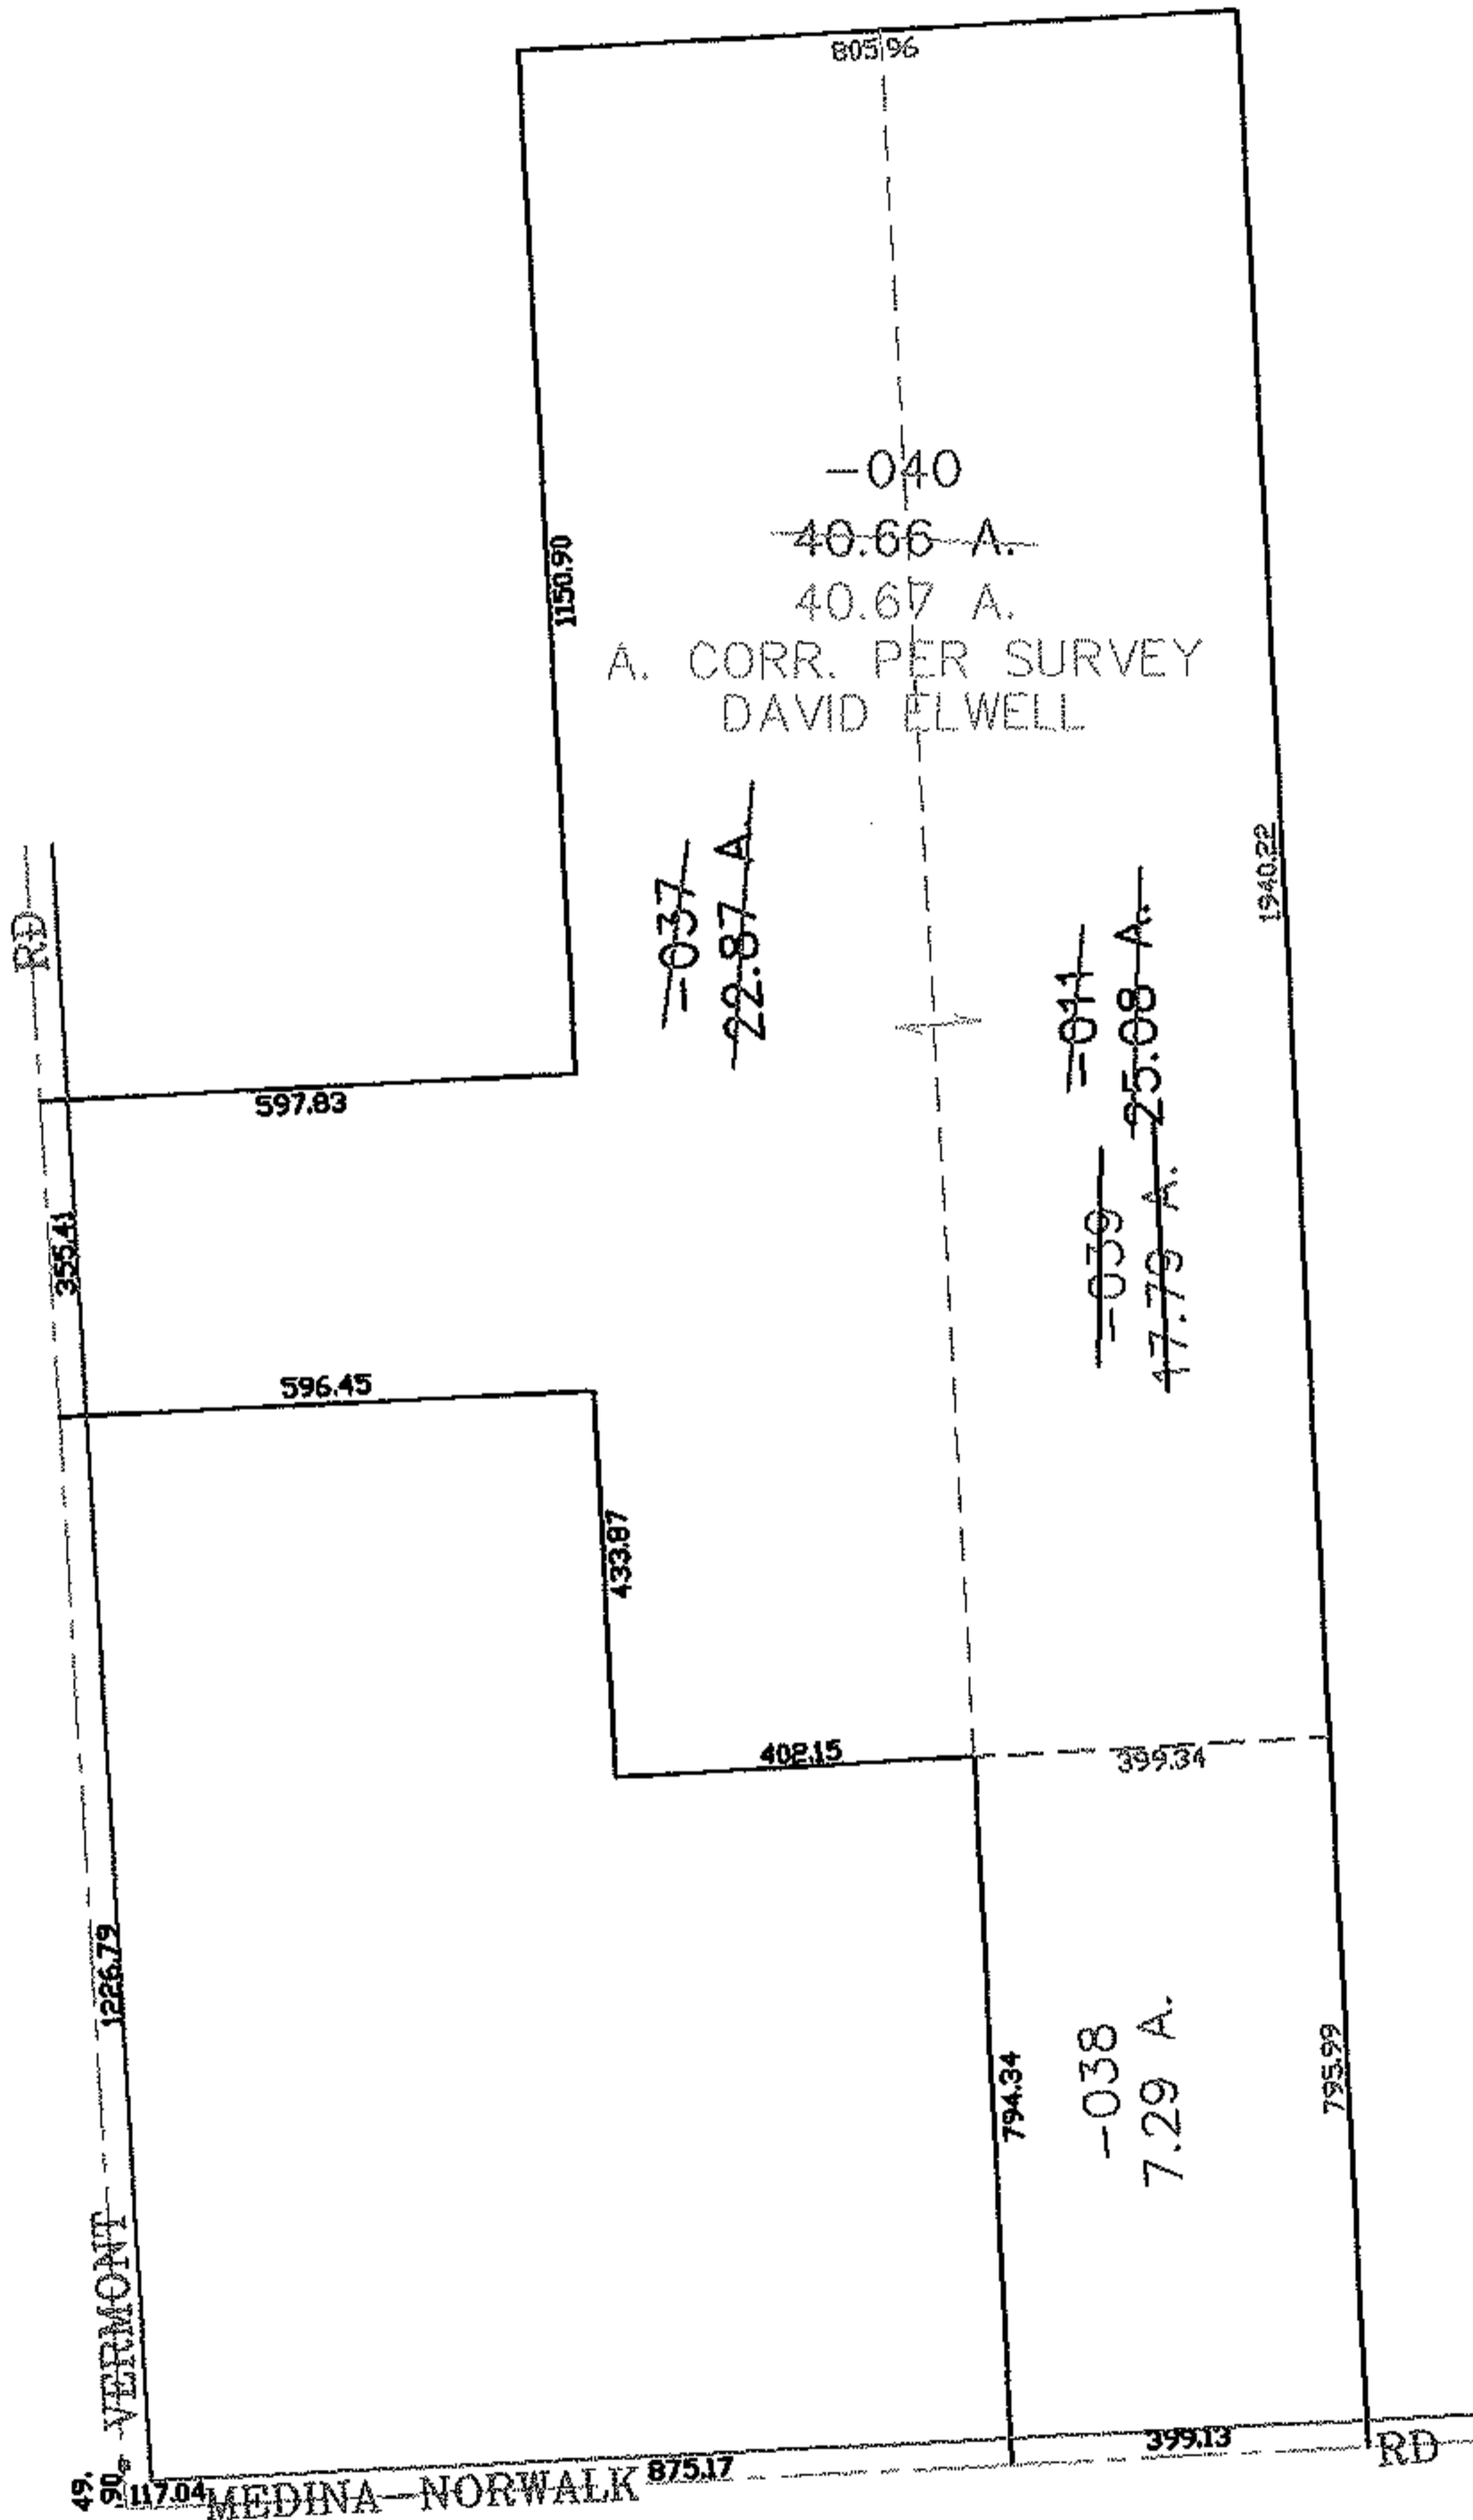 805.96
-040
40.66 A.
40.67 A.
A. CORR. PER SURVEY
DAVID ELWELL
1150.90
-037
22.87 A.
1940.22
-011
25.08 A.
RD
597.83
-039
17.79 A.
355.41
596.45
433.87
402.15
399.34
1226.79
794.34
-038
7.29 A.
795.99
VERMONT
399.13
RD
875.17
49.
90
117.04
MEDINA-NORWALK